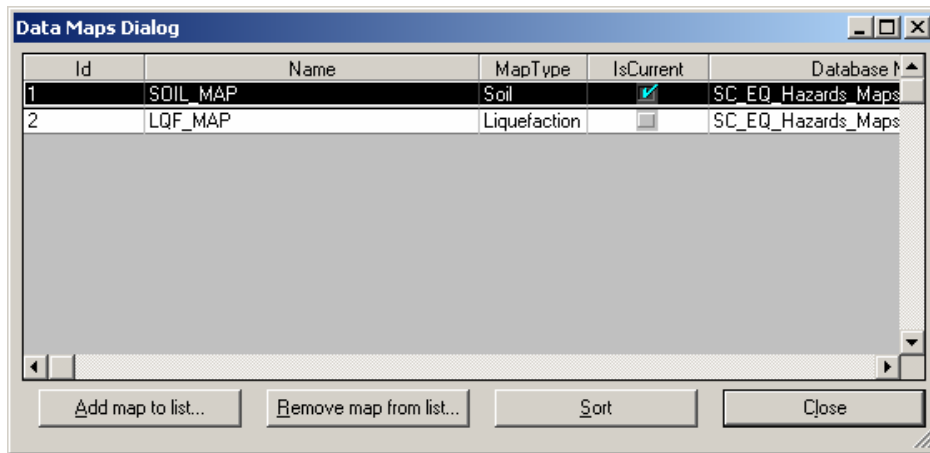 Data Maps Dialog
Id Name MapType IsCurrent Database
1 SOIL_MAP Soil SC_EQ_Hazards_Maps
2 LQF_MAP Liquefaction SC_EQ_Hazards_Maps
Add map to list... Remove map from list... Sort Close